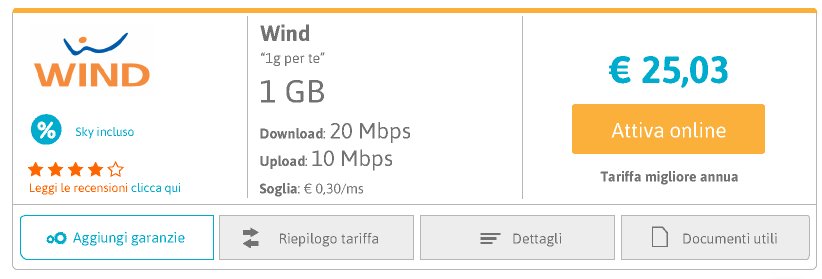 WIND
%
Sky incluso
Leggi le recensioni clicca qui
Wind
“1g per te”
1 GB
Download: 20 Mbps
Upload: 10 Mbps
Soglia: € 0,30/ms
€ 25,03
Attiva online
Tariffa migliore annua
Aggiungi garanzie
Riepilogo tariffa
Dettagli
Documenti utili